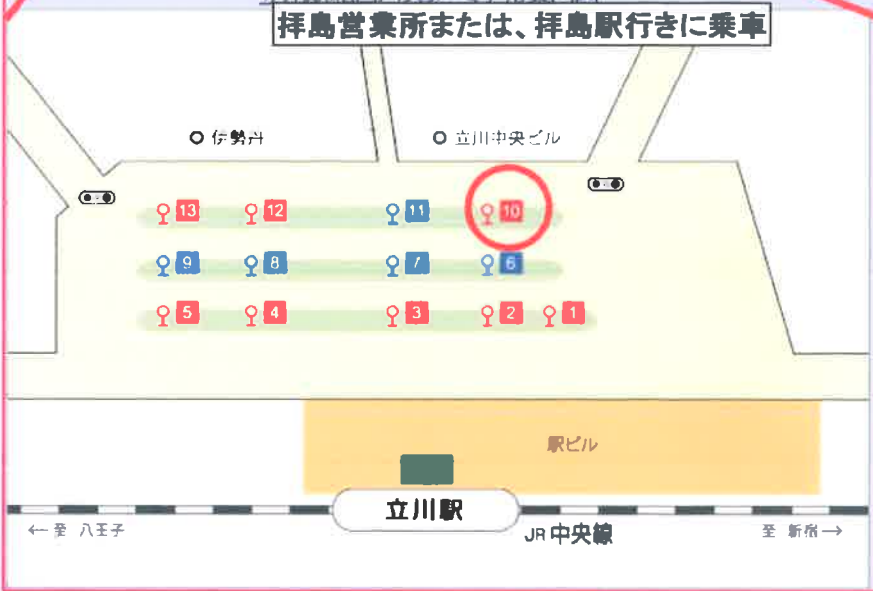 拝島営業所または、拝島駅行きに乗車
伊勢丹
立川中央ビル
13 12 11 10
9 8 7 6
5 4 3 2 1
駅ビル
立川駅
←至 八王子
JR中央線
至 新宿→